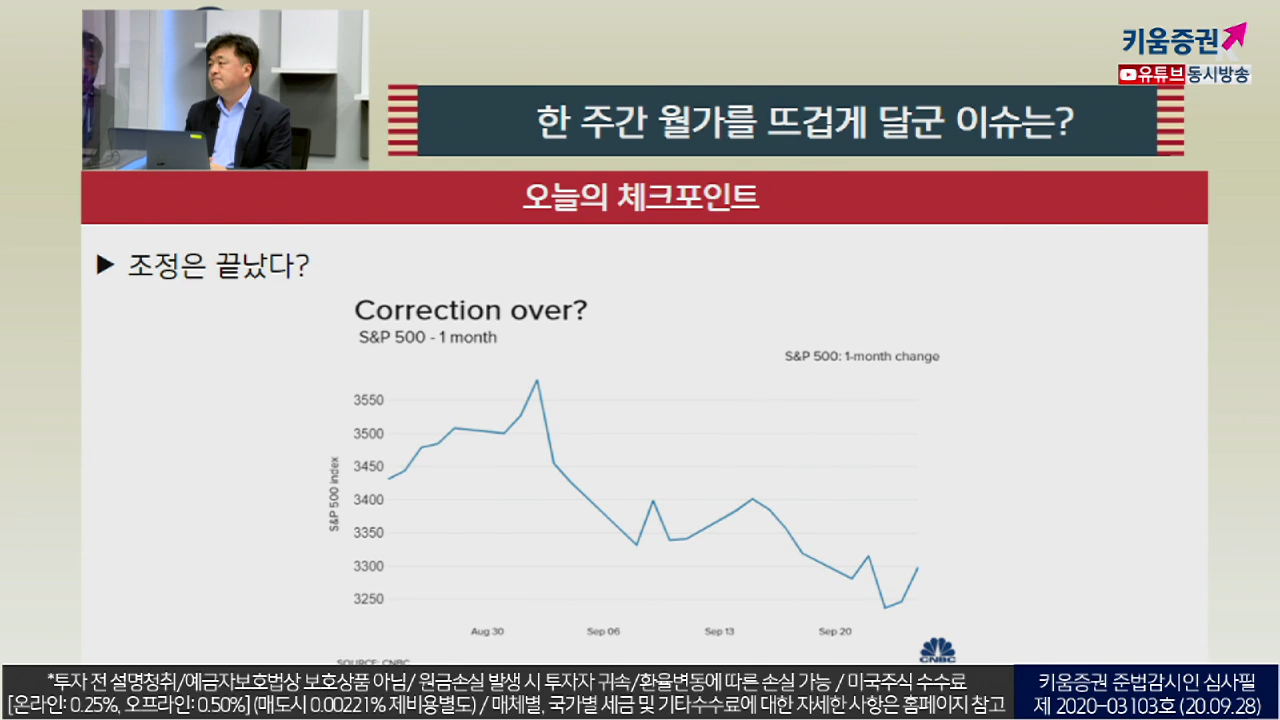 키움증권
유튜브동시방송
한 주간 월가를 뜨겁게 달군 이슈는?
오늘의 체크포인트
▶ 조정은 끝났다?
Correction over?
S&P 500 - 1 month
S&P 500: 1-month change
3550
3500
3450
3400
3350
3300
3250
S&P 500 index
Aug 30 Sep 06 Sep 13 Sep 20
CNBC
SOURCE: CNBC
*투자 전 설명청취/예금자보호법상 보호상품 아님/ 원금손실 발생 시 투자자 귀속/환율변동에 따른 손실 가능 / 미국주식 수수료
[온라인: 0.25%, 오프라인: 0.50%] (매도시 0.00221% 제비용별도) / 매체별, 국가별 세금 및 기타수수료에 대한 자세한 사항은 홈페이지 참고
키움증권 준법감시인 심사필
제 2020-03103호 (20.09.28)